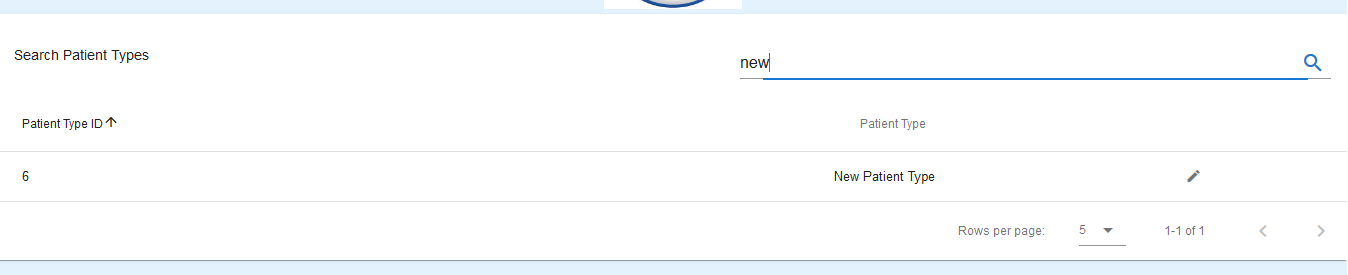 Search Patient Types
new
Patient Type ID Patient Type
6 New Patient Type
Rows per page: 5 1-1 of 1